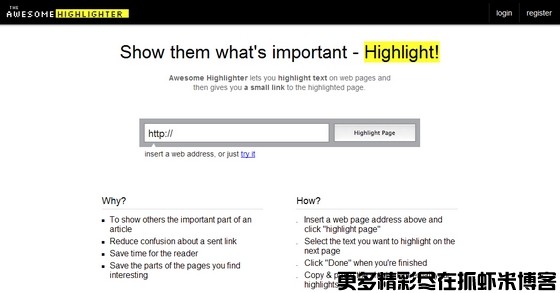 THE
AWESOMEHIGHLIGHTER
login
register
Show them what's important - Highlight!
Awesome Highlighter lets you highlight text on web pages and
then gives you a small link to the highlighted page.
http://
Highlight Page
insert a web address, or just try it
Why?
To show others the important part of an
article
Reduce confusion about a sent link
Save time for the reader
Save the parts of the pages you find
interesting
How?
Insert a web page address above and
click "highlight page"
Select the text you want to highlight on the
next page
Click "Done" when you're finished
Copy &
highlights
更多精彩尽在抓虾米博客